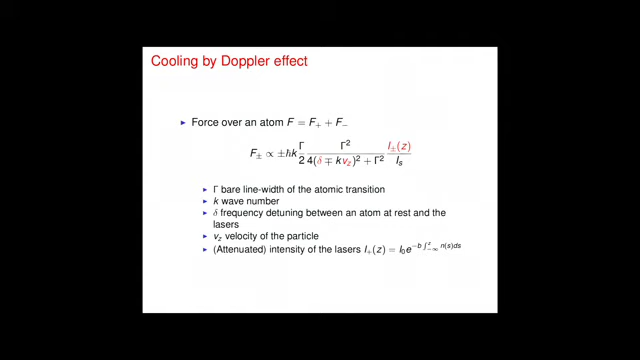 Cooling by Doppler effect
▶ Force over an atom F = F₊ + F₋
F± ∝ ±ħk Γ/2 Γ²/(4(δ ∓ kv_z)² + Γ²) I±(z)/I_s
▶ Γ bare line-width of the atomic transition
▶ k wave number
▶ δ frequency detuning between an atom at rest and the
lasers
▶ v_z velocity of the particle
▶ (Attenuated) intensity of the lasers I₊(z) = I₀e^{−b ∫_{−∞}^{z} n(s)ds}